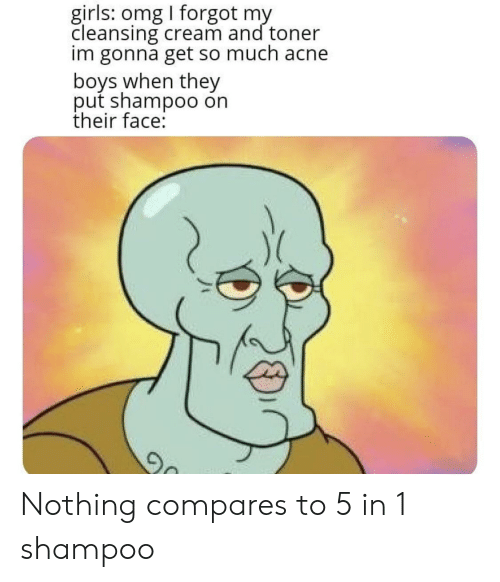 girls: omg I forgot my
cleansing cream and toner
im gonna get so much acne
boys when they
put shampoo on
their face:
Nothing compares to 5 in 1
shampoo